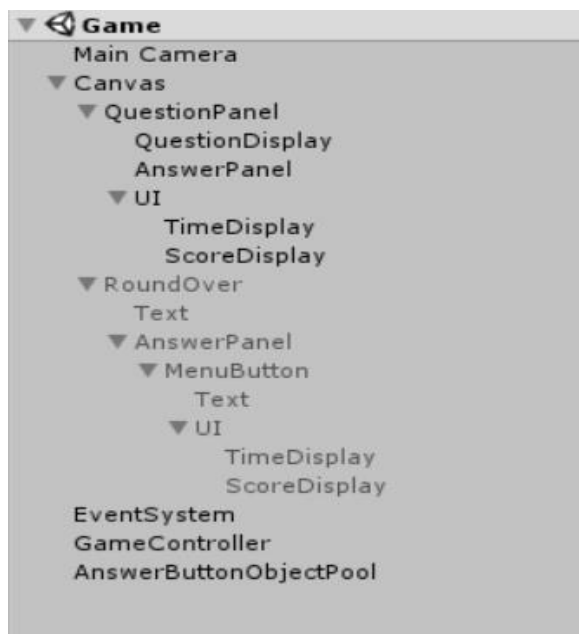 Game
Main Camera
Canvas
QuestionPanel
QuestionDisplay
AnswerPanel
UI
TimeDisplay
ScoreDisplay
RoundOver
Text
AnswerPanel
MenuButton
Text
UI
TimeDisplay
ScoreDisplay
EventSystem
GameController
AnswerButtonObjectPool